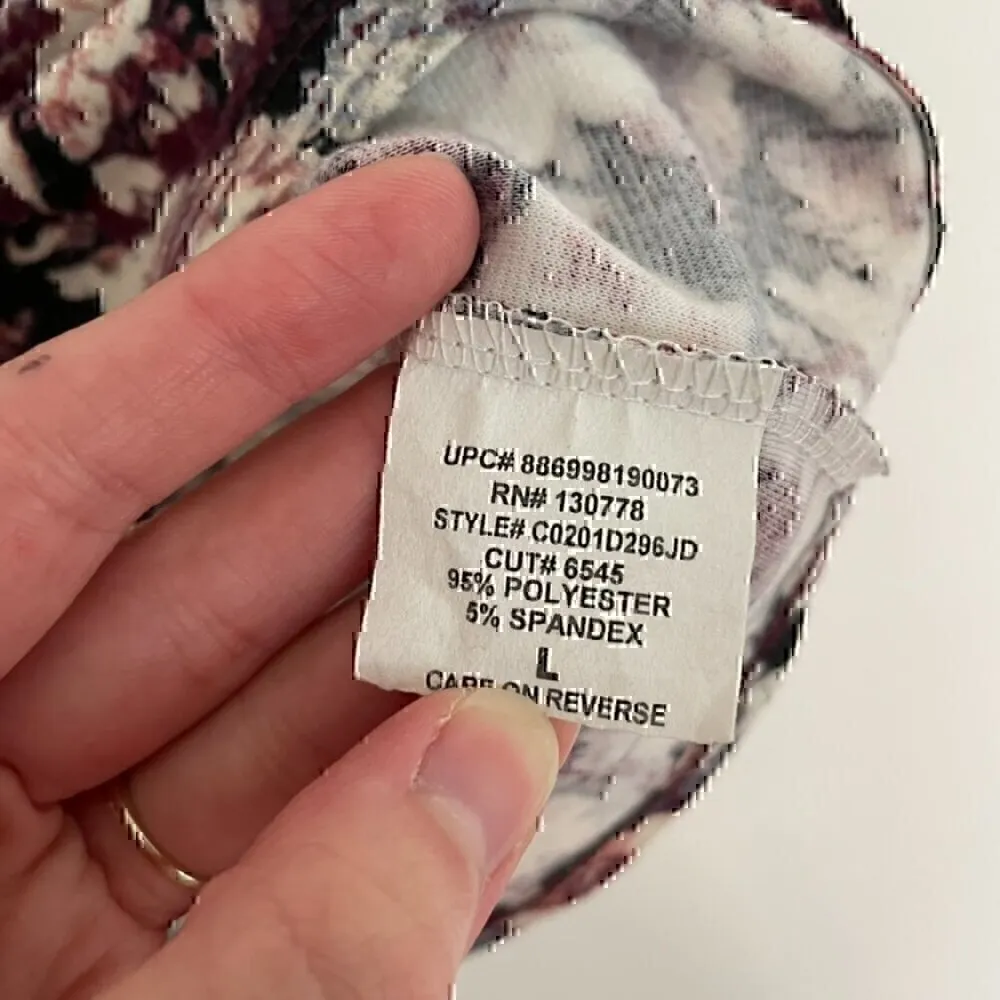 UPC# 886998190073
RN# 130778
STYLE# C0201D296JD
CUT# 6545
95% POLYESTER
5% SPANDEX
L
CARE ON REVERSE